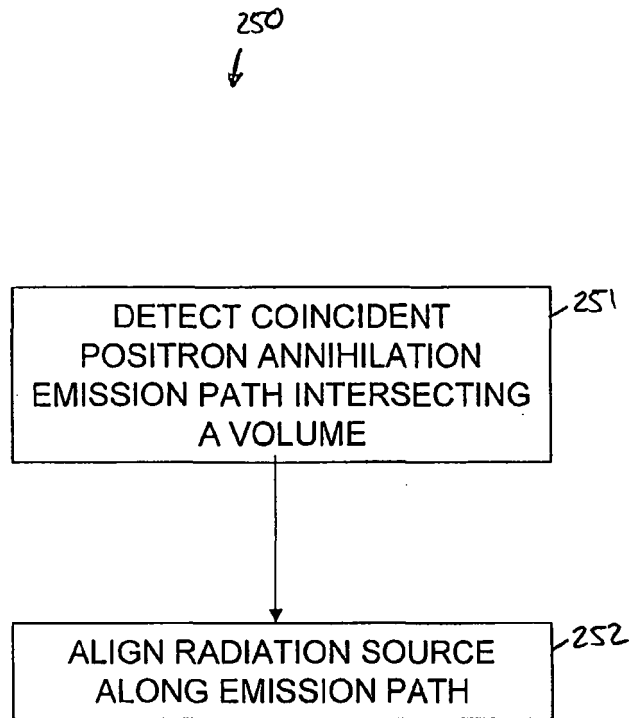 250
DETECT COINCIDENT
POSITRON ANNIHILATION
EMISSION PATH INTERSECTING
A VOLUME
251
ALIGN RADIATION SOURCE
ALONG EMISSION PATH
252